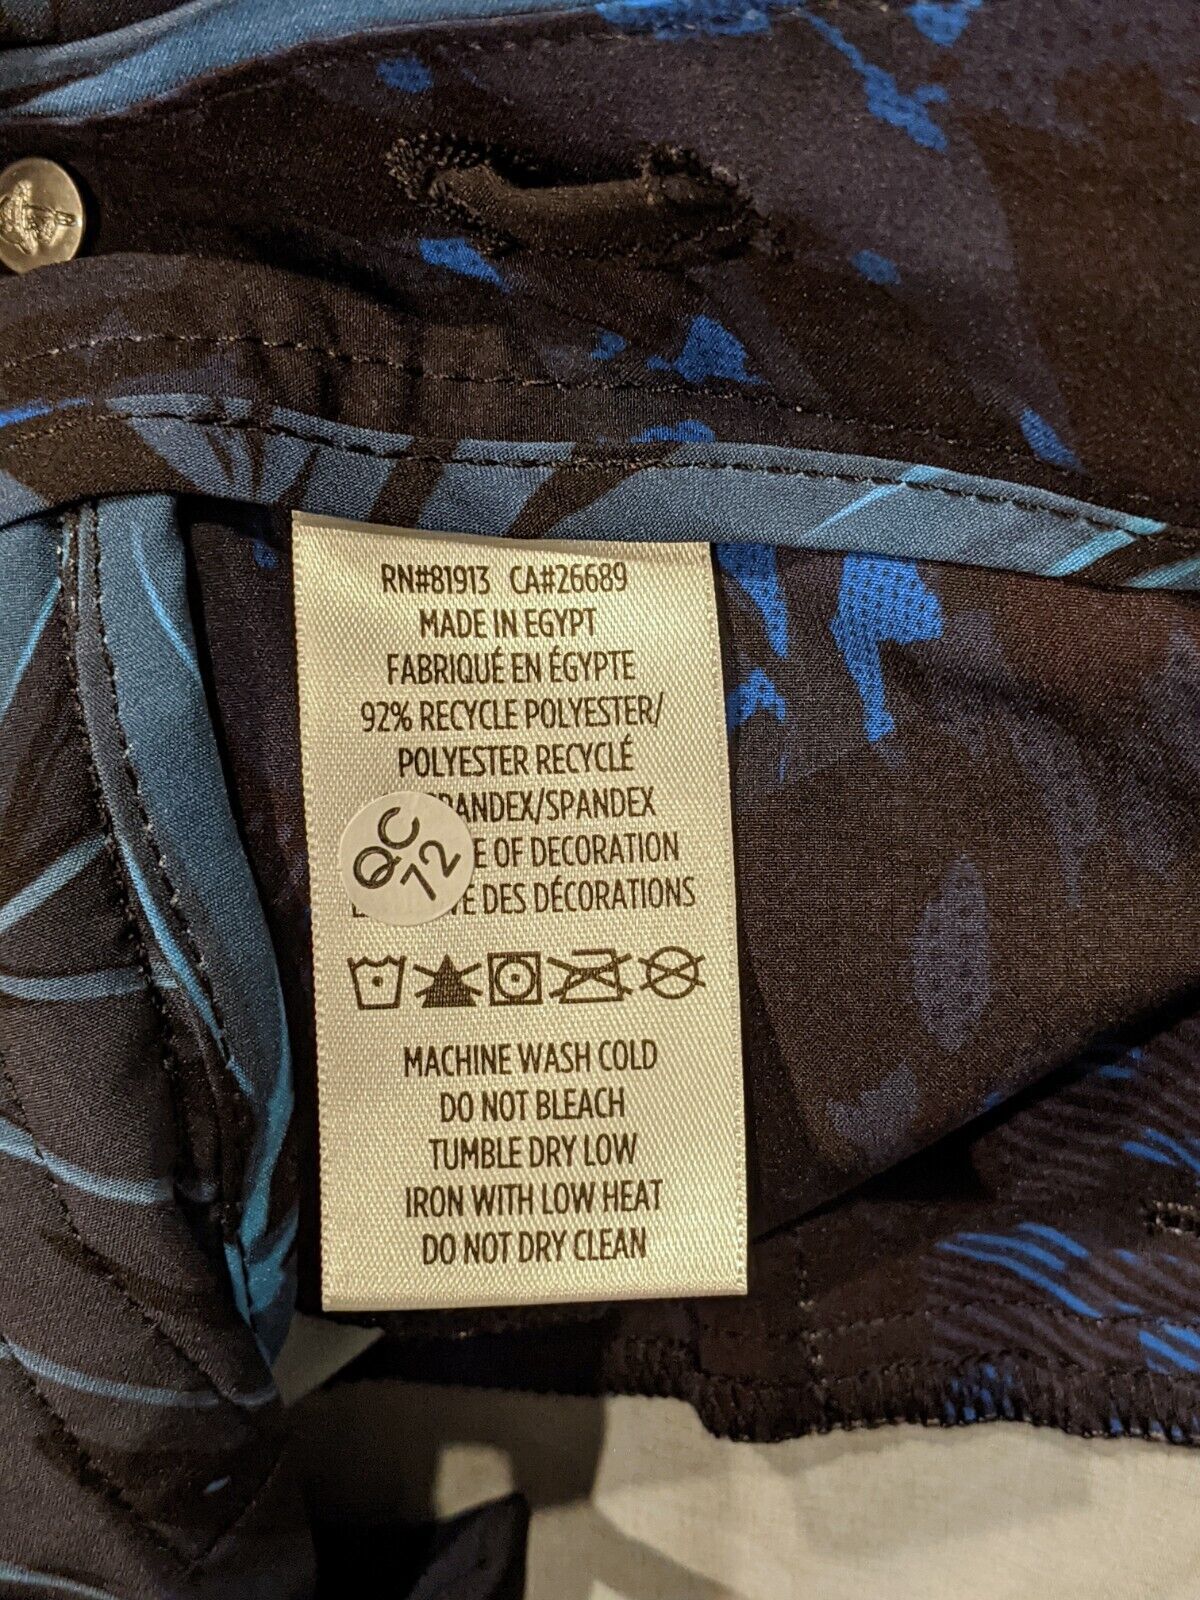 RN#81913 CA#26689
MADE IN EGYPT
FABRIQUÉ EN ÉGYPTE
92% RECYCLE POLYESTER/
POLYESTER RECYCLÉ
/SPANDEX
OF DECORATION
DES DÉCORATIONS
QC
72
MACHINE WASH COLD
DO NOT BLEACH
TUMBLE DRY LOW
IRON WITH LOW HEAT
DO NOT DRY CLEAN